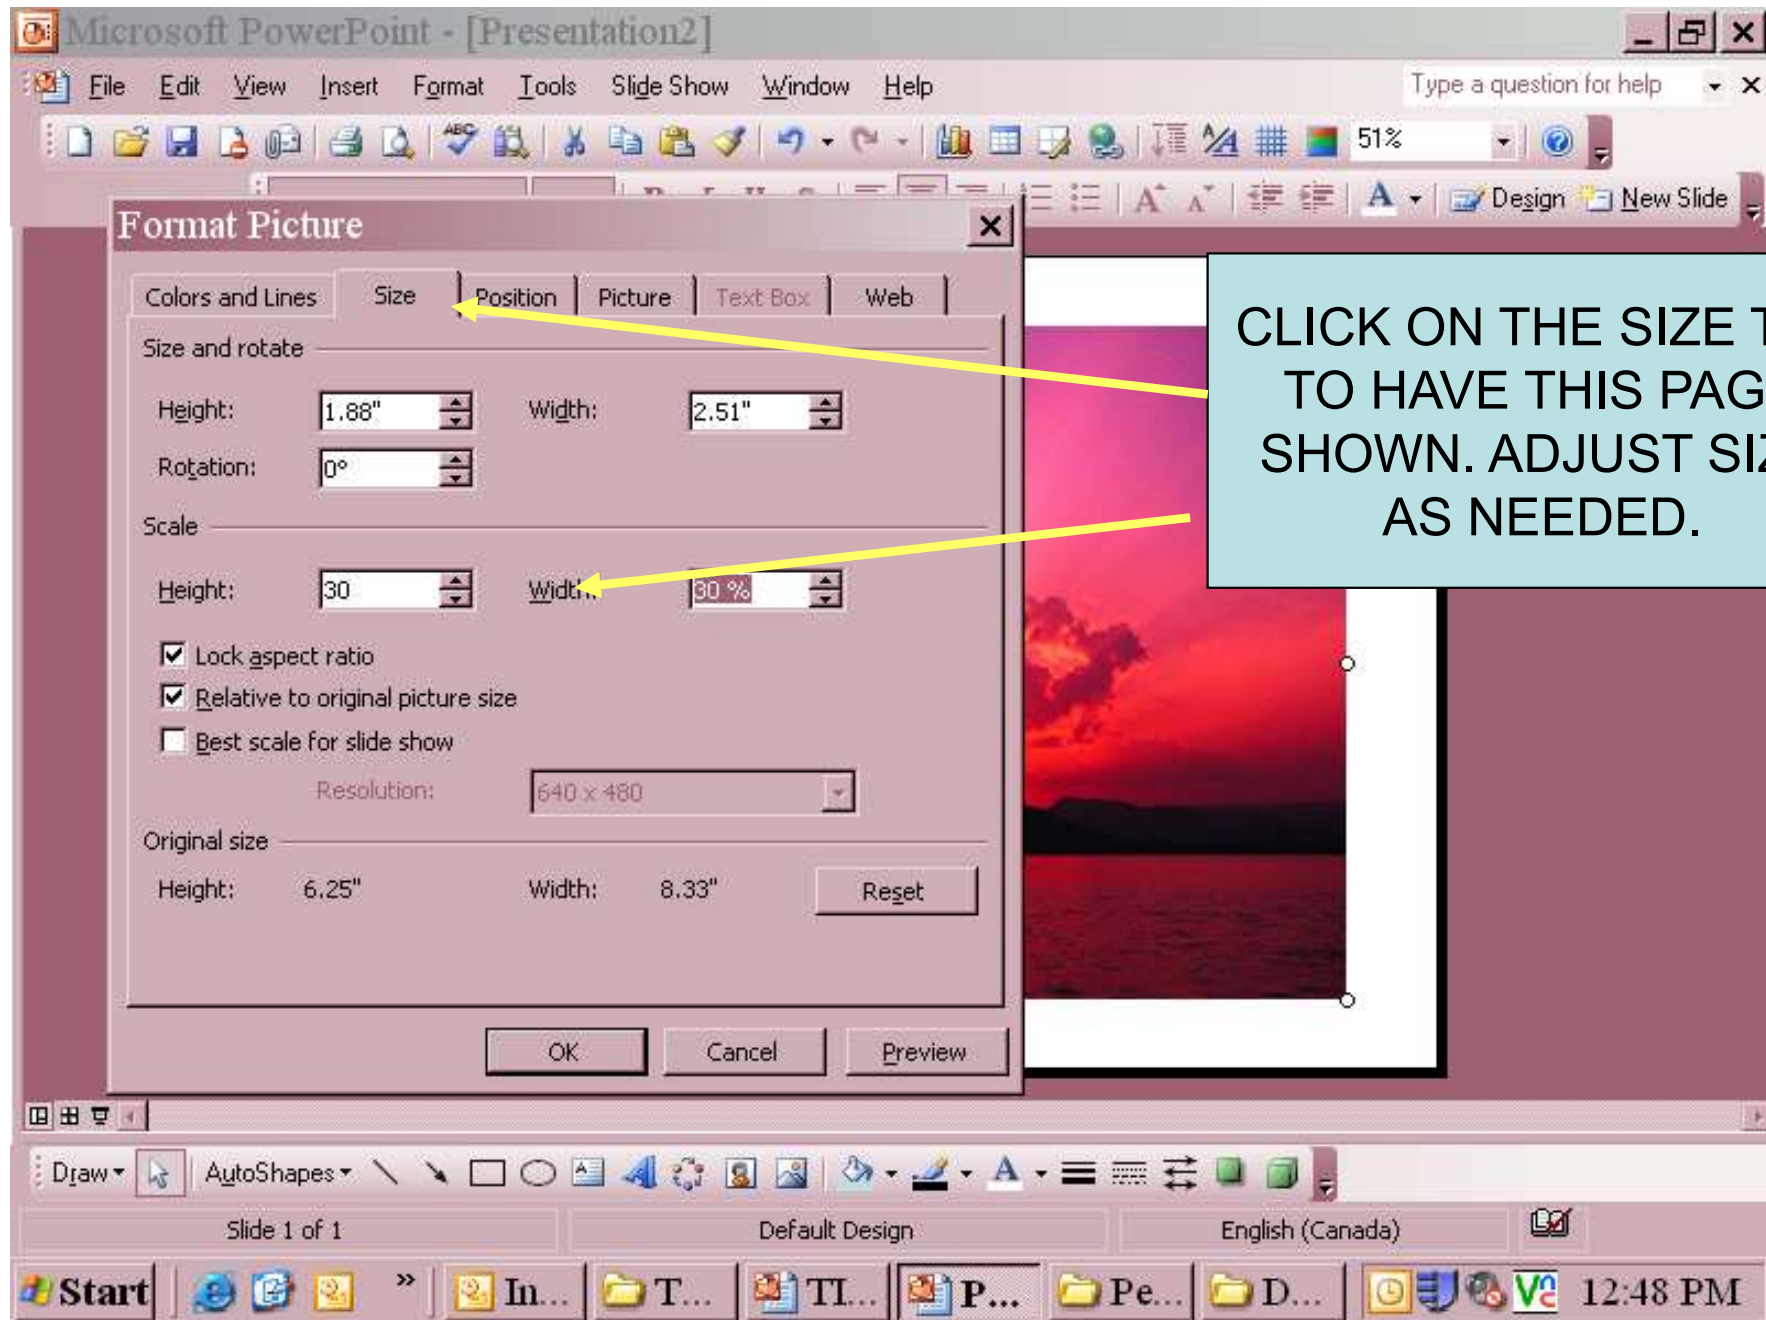 Microsoft PowerPoint - [Presentation2]
File Edit View Insert Format Tools Slide Show Window Help Type a question for help
51%
Design New Slide
Format Picture
Colors and Lines Size Position Picture Text Box Web
Size and rotate
Height: 1.88" Width: 2.51"
Rotation: 0°
Scale
Height: 30 Width: 30 %
Lock aspect ratio
Relative to original picture size
Best scale for slide show
Resolution: 640 x 480
Original size
Height: 6.25" Width: 8.33" Reset
OK Cancel Preview
CLICK ON THE SIZE T
TO HAVE THIS PAG
SHOWN. ADJUST SIZ
AS NEEDED.
Draw AutoShapes
Slide 1 of 1 Default Design English (Canada)
Start » In... T... TI... P... Pe... D... 12:48 PM